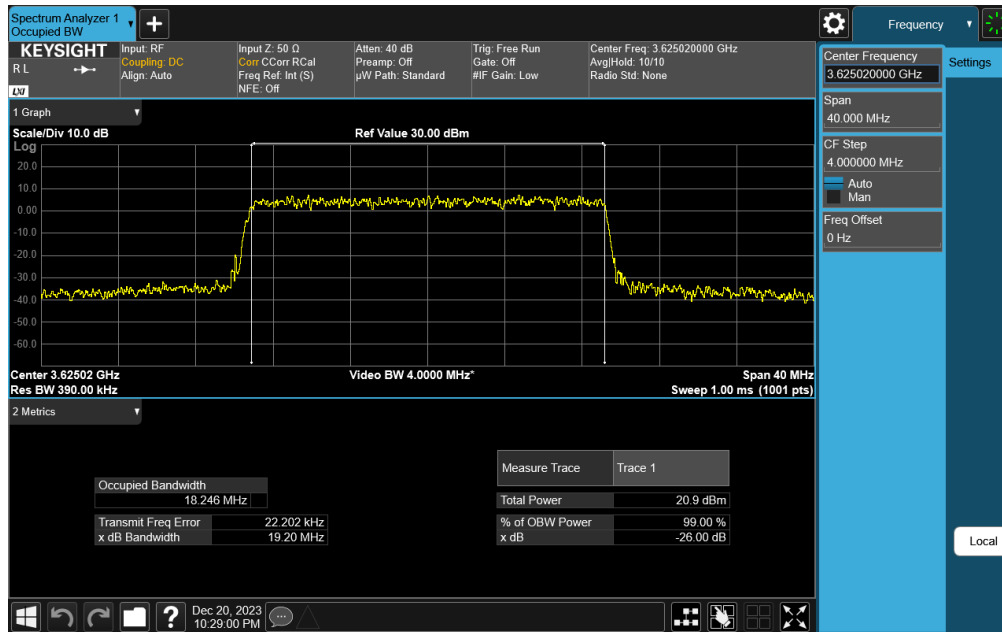 Spectrum Analyzer 1
Occupied BW
Frequency
KEYSIGHT
R L
LXI
Input: RF
Coupling: DC
Align: Auto
Input Z: 50 Ω
Corr CCorr RCal
Freq Ref: Int (S)
NFE: Off
Atten: 40 dB
Preamp: Off
µW Path: Standard
Trig: Free Run
Gate: Off
#IF Gain: Low
Center Freq: 3.625020000 GHz
Avg|Hold: 10/10
Radio Std: None
Center Frequency
3.625020000 GHz
Settings
Span
40.000 MHz
CF Step
4.000000 MHz
Auto
Man
Freq Offset
0 Hz
1 Graph
Scale/Div 10.0 dB
Ref Value 30.00 dBm
Log
20.0
10.0
0.00
-10.0
-20.0
-30.0
-40.0
-50.0
-60.0
Center 3.62502 GHz
Video BW 4.0000 MHz*
Span 40 MHz
Res BW 390.00 kHz
Sweep 1.00 ms (1001 pts)
2 Metrics
Measure Trace
Trace 1
Occupied Bandwidth
18.246 MHz
Total Power
20.9 dBm
Transmit Freq Error
22.202 kHz
% of OBW Power
99.00 %
x dB Bandwidth
19.20 MHz
x dB
-26.00 dB
Local
Dec 20, 2023
10:29:00 PM